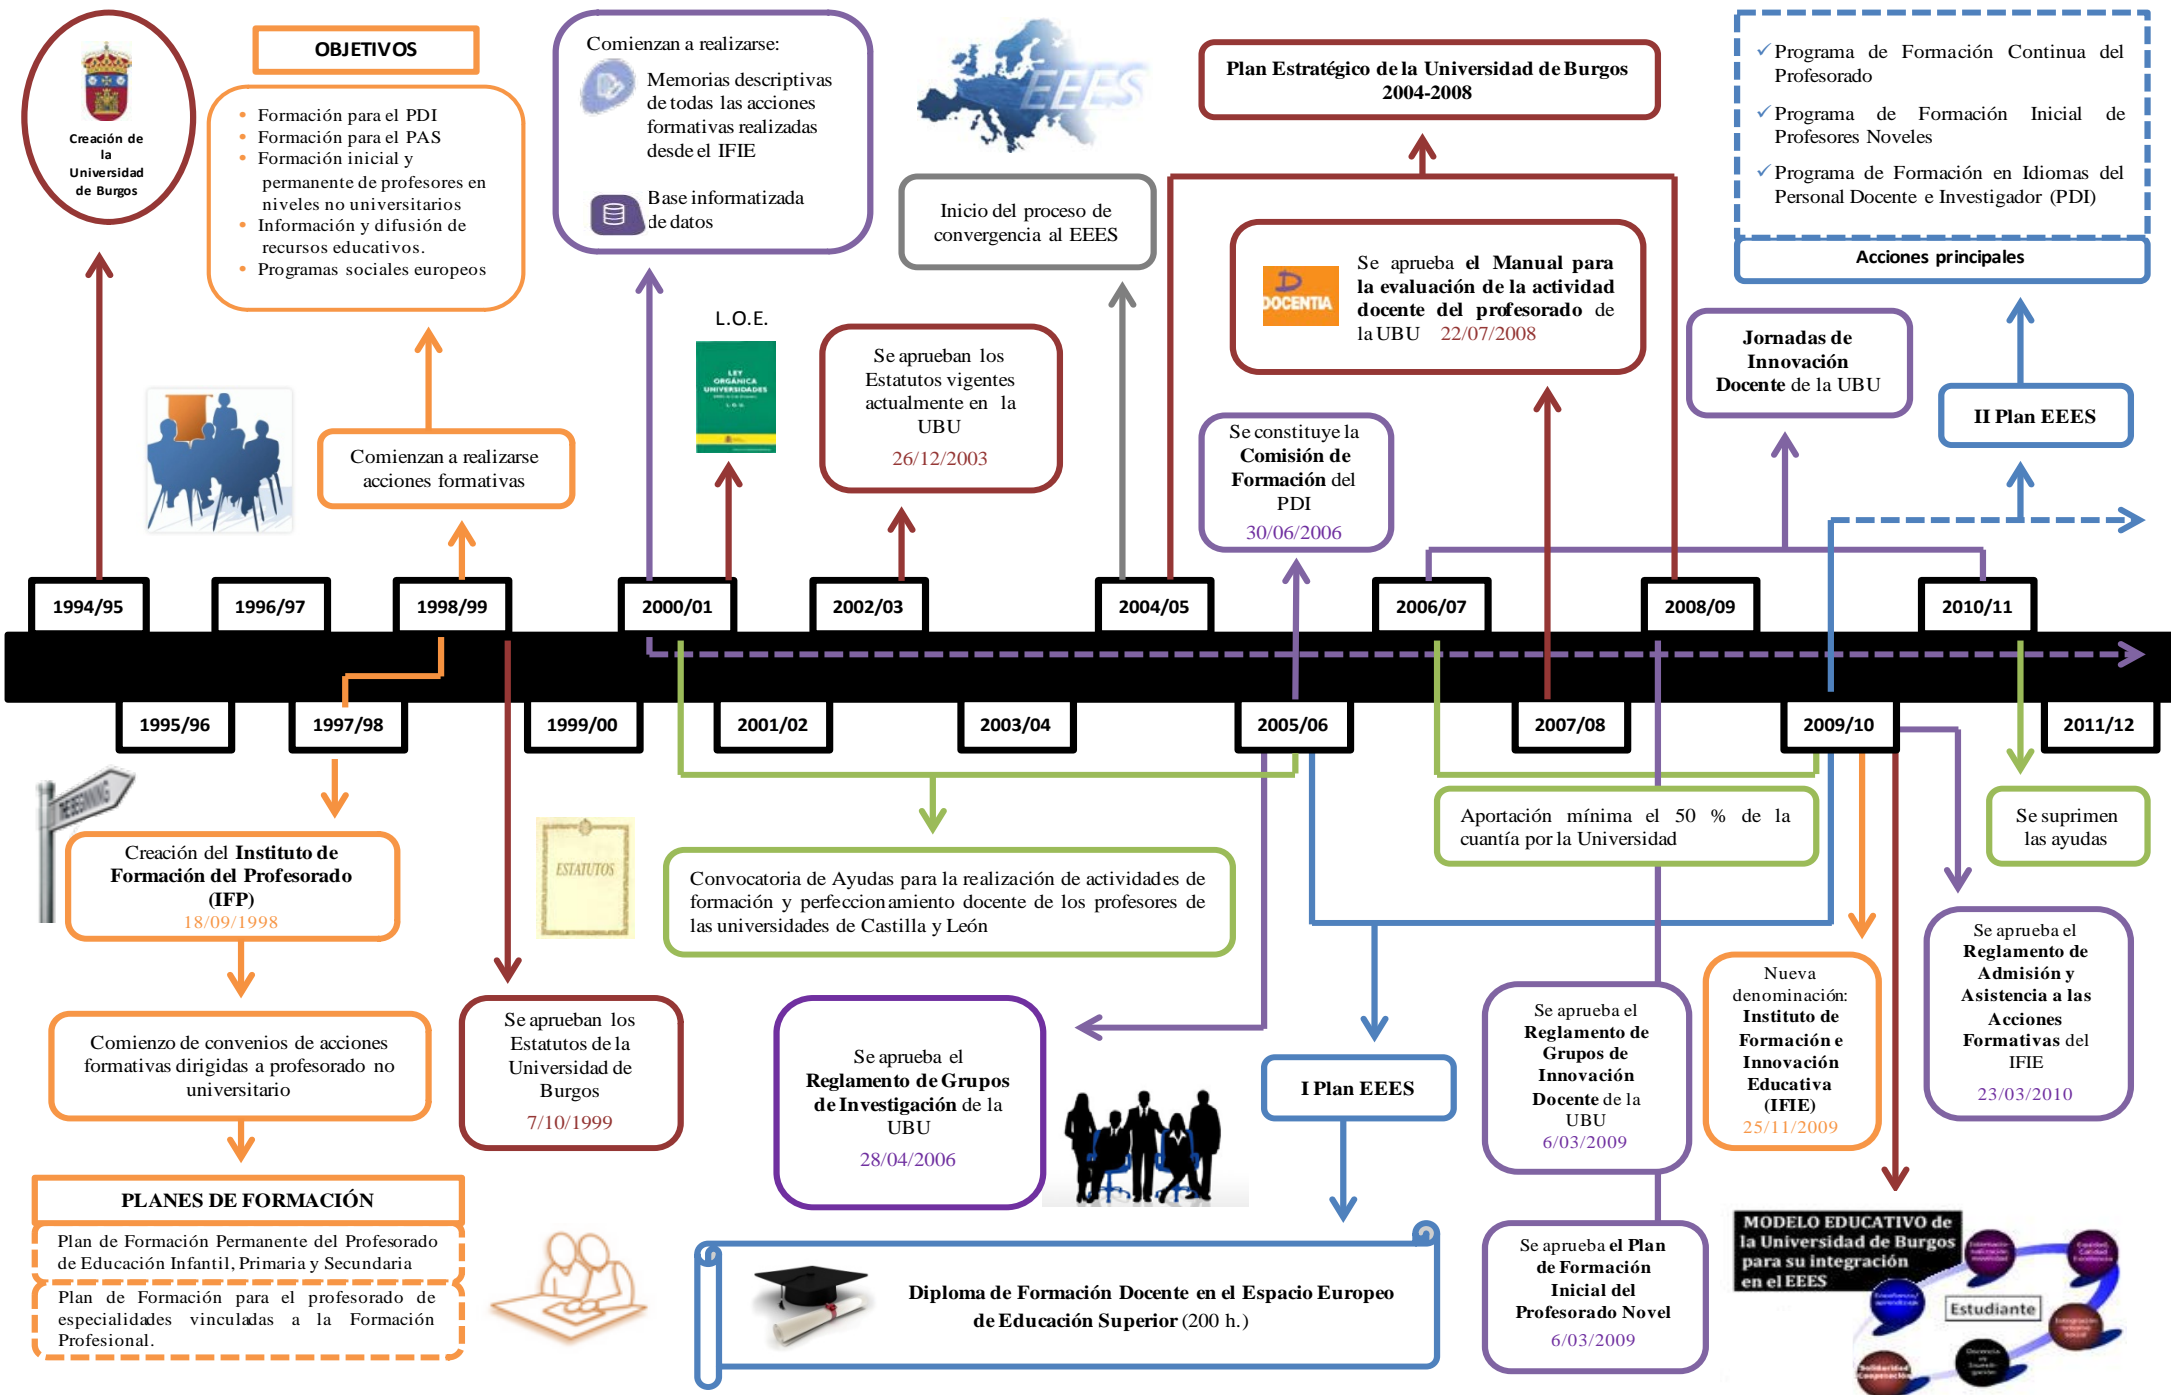 Creación de
la
Universidad
de Burgos
OBJETIVOS
• Formación para el PDI
• Formación para el PAS
• Formación inicial y
permanente de profesores en
niveles no universitarios
• Información y difusión de
recursos educativos.
• Programas sociales europeos
Comienzan a realizarse
acciones formativas
Comienzan a realizarse:
Memorias descriptivas
de todas las acciones
formativas realizadas
desde el IFIE
Base informatizada
de datos
L.O.E.
LEY
ORGÁNICA
UNIVERSIDADES
L.O.U.
Se aprueban los
Estatutos vigentes
actualmente en la
UBU
26/12/2003
EEES
Inicio del proceso de
convergencia al EEES
Plan Estratégico de la Universidad de Burgos
2004-2008
DOCENTIA
Se aprueba el Manual para
la evaluación de la actividad
docente del profesorado de
la UBU 22/07/2008
Se constituye la
Comisión de
Formación del
PDI
30/06/2006
✓ Programa de Formación Continua del
Profesorado
✓ Programa de Formación Inicial de
Profesores Noveles
✓ Programa de Formación en Idiomas del
Personal Docente e Investigador (PDI)
Acciones principales
Jornadas de
Innovación
Docente de la UBU
II Plan EEES
1994/95
1996/97
1998/99
2000/01
2002/03
2004/05
2006/07
2008/09
2010/11
1995/96
1997/98
1999/00
2001/02
2003/04
2005/06
2007/08
2009/10
2011/12
THE BEGINNING
Creación del Instituto de
Formación del Profesorado
(IFP)
18/09/1998
Comienzo de convenios de acciones
formativas dirigidas a profesorado no
universitario
PLANES DE FORMACIÓN
Plan de Formación Permanente del Profesorado
de Educación Infantil, Primaria y Secundaria
Plan de Formación para el profesorado de
especialidades vinculadas a la Formación
Profesional.
ESTATUTOS
Se aprueban los
Estatutos de la
Universidad de
Burgos
7/10/1999
Convocatoria de Ayudas para la realización de actividades de
formación y perfeccionamiento docente de los profesores de
las universidades de Castilla y León
Se aprueba el
Reglamento de Grupos
de Investigación de la
UBU
28/04/2006
I Plan EEES
Diploma de Formación Docente en el Espacio Europeo
de Educación Superior (200 h.)
Aportación mínima el 50 % de la
cuantía por la Universidad
Se aprueba el
Reglamento de
Grupos de
Innovación
Docente de la
UBU
6/03/2009
Se aprueba el Plan
de Formación
Inicial del
Profesorado Novel
6/03/2009
Nueva
denominación:
Instituto de
Formación e
Innovación
Educativa
(IFIE)
25/11/2009
Se suprimen
las ayudas
Se aprueba el
Reglamento de
Admisión y
Asistencia a las
Acciones
Formativas del
IFIE
23/03/2010
MODELO EDUCATIVO de
la Universidad de Burgos
para su integración
en el EEES
Estudiante
Solidaridad
Cooperación